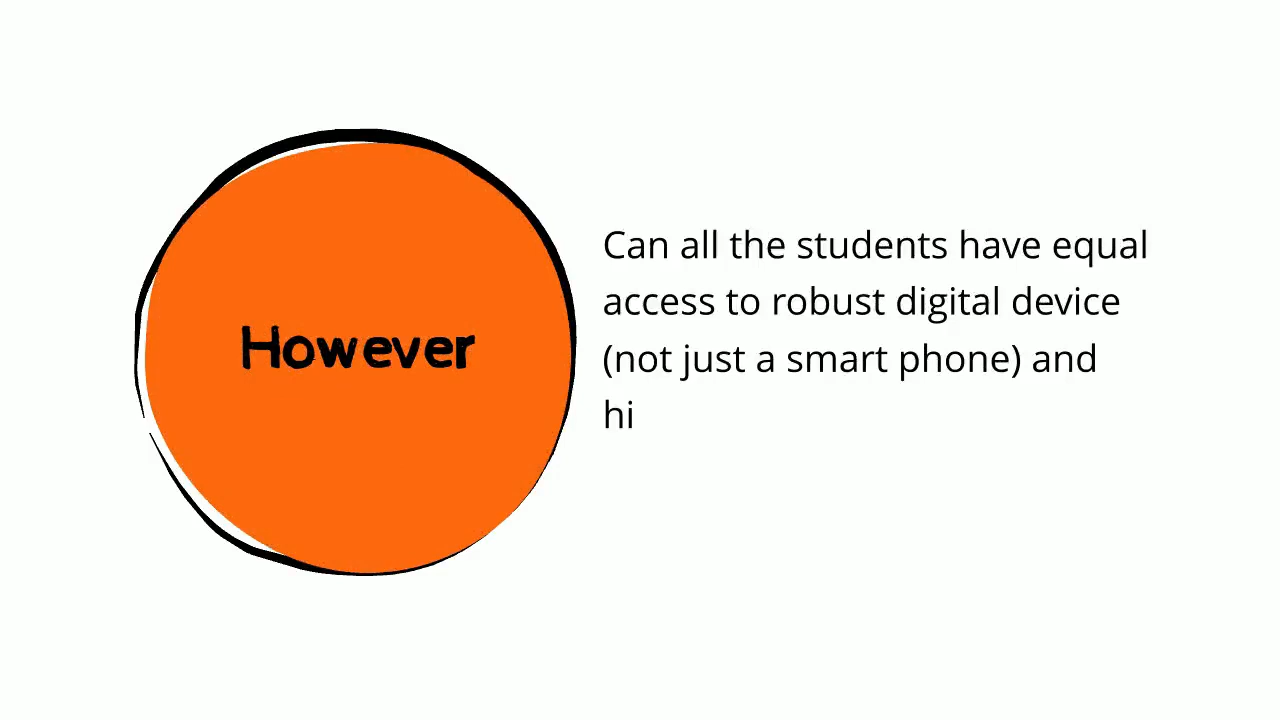 However
Can all the students have equal
access to robust digital device
(not just a smart phone) and
hi